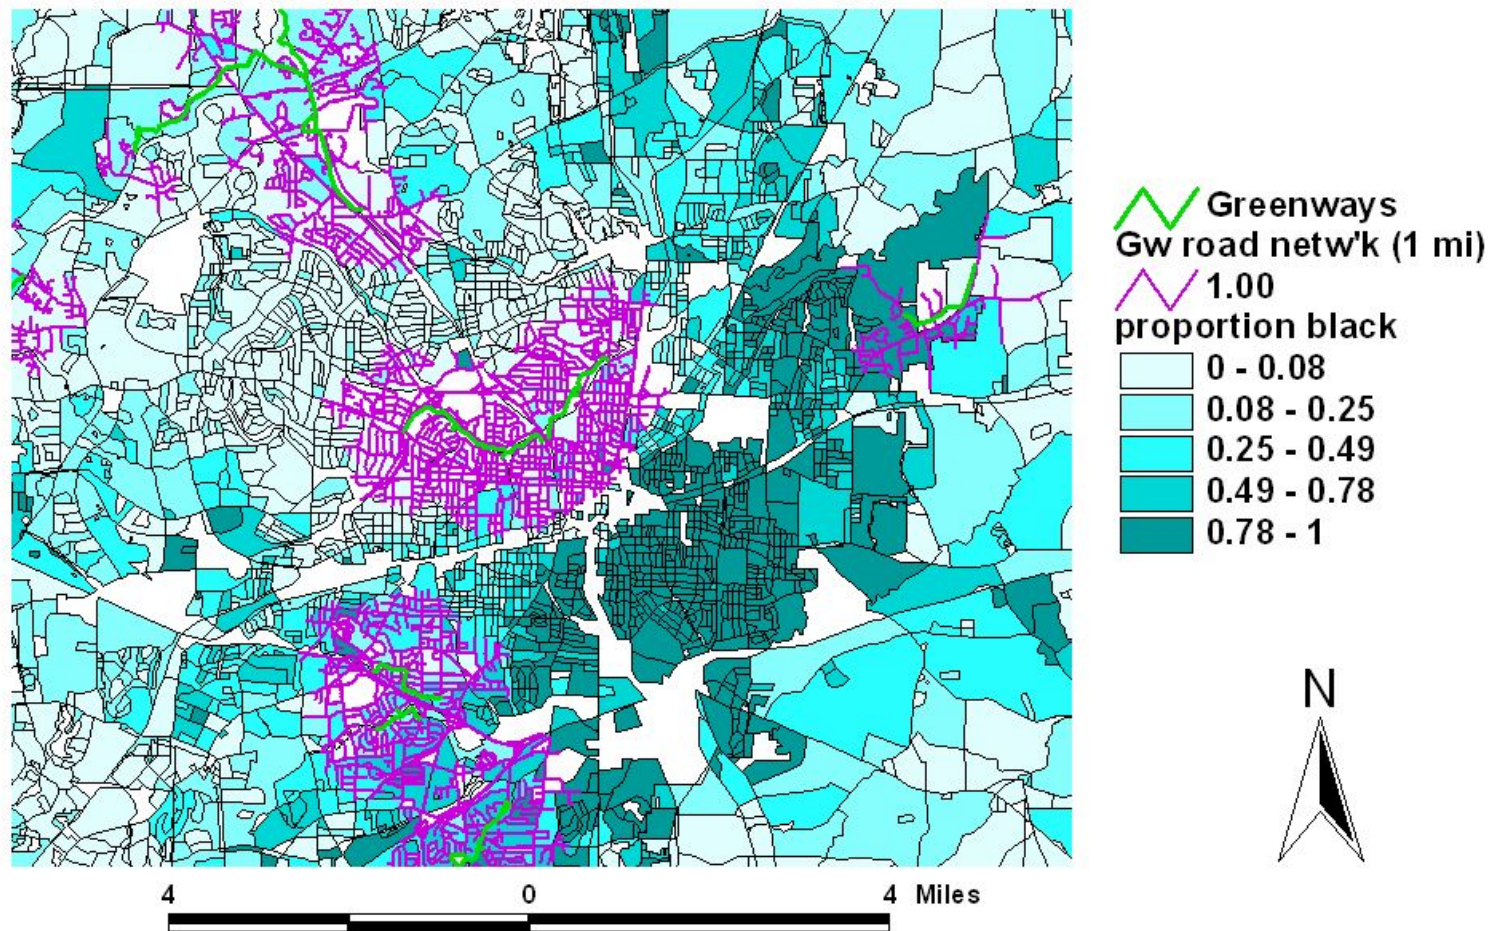 Greenways
Gw road netw'k (1 mi)
1.00
proportion black
0 - 0.08
0.08 - 0.25
0.25 - 0.49
0.49 - 0.78
0.78 - 1
N
4 0 4 Miles